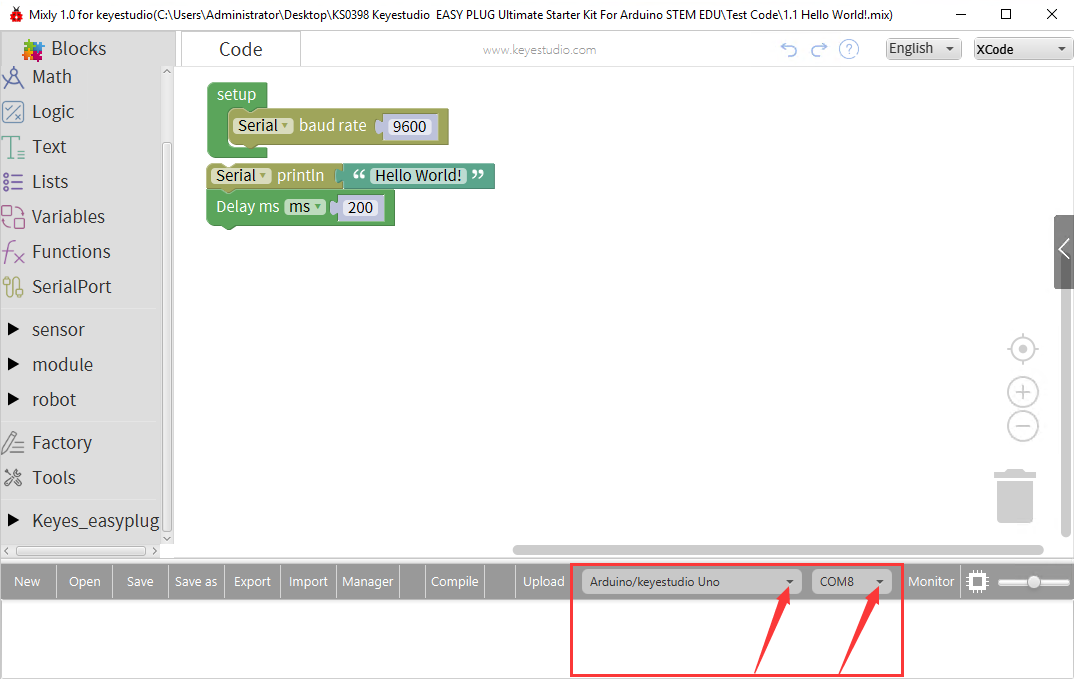 Mixly 1.0 for keyestudio(C:\Users\Administrator\Desktop\KS0398 Keyestudio  EASY PLUG Ultimate Starter Kit For Arduino STEM EDU\Test Code\1.1 Hello World!.mix)
Blocks
Code
www.keyestudio.com
?
English
XCode
Math
Logic
Text
Lists
Variables
Functions
SerialPort
sensor
module
robot
Factory
Tools
Keyes_easyplug
setup
Serial baud rate 9600
Serial println “ Hello World! ”
Delay ms ms 200
New Open Save Save as Export Import Manager Compile Upload Arduino/keyestudio Uno COM8 Monitor